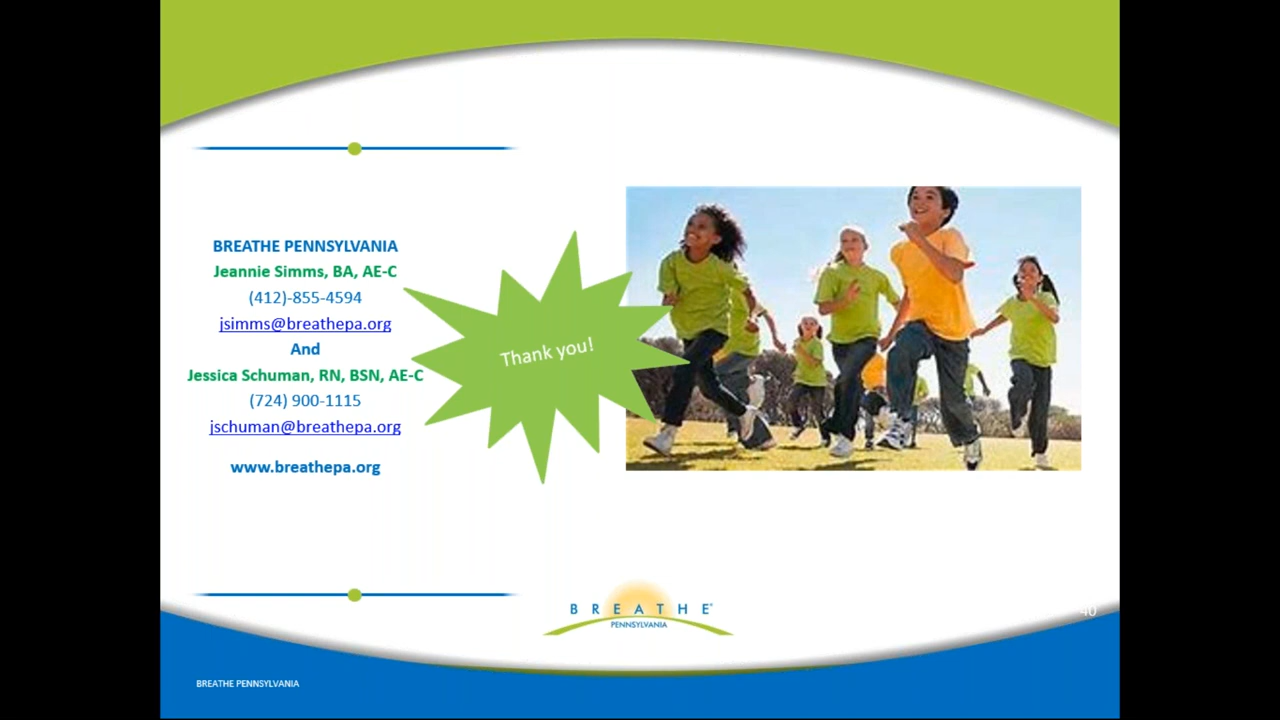 BREATHE PENNSYLVANIA
Jeannie Simms, BA, AE-C
(412)-855-4594
jsimms@breathepa.org
And
Jessica Schuman, RN, BSN, AE-C
(724) 900-1115
jschuman@breathepa.org
www.breathepa.org
Thank you!
BREATHE®
PENNSYLVANIA
40
BREATHE PENNSYLVANIA